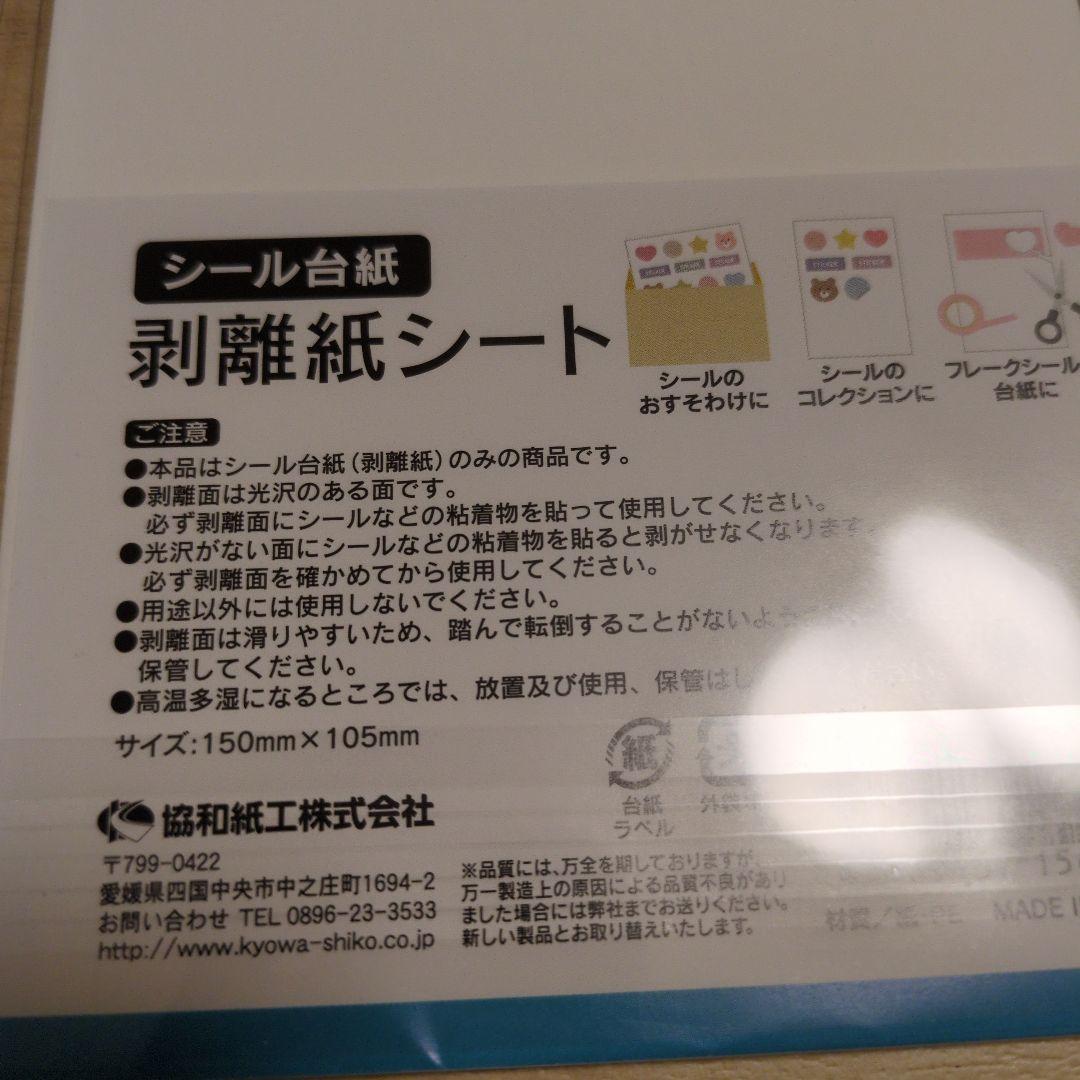 シール台紙
剥離紙シート
シールの
おすそわけに
シールの
コレクションに
フレークシール
台紙に
ご注意
●本品はシール台紙(剥離紙)のみの商品です。
●剥離面は光沢のある面です。
必ず剥離面にシールなどの粘着物を貼って使用してください。
●光沢がない面にシールなどの粘着物を貼ると剥がせなくなります
必ず剥離面を確かめてから使用してください。
●用途以外には使用しないでください。
●剥離面は滑りやすいため、踏んで転倒することがないよう
保管してください。
●高温多湿になるところでは、放置及び使用、保管はし
サイズ:150mm×105mm
紙
台紙
ラベル
外袋
協和紙工株式会社
〒799-0422
愛媛県四国中央市中之庄町1694-2
お問い合わせ TEL 0896-23-3533
http://www.kyowa-shiko.co.jp
※品質には、万全を期しておりますが、
万一製造上の原因による品質不良があり
ました場合には弊社までお送りください。
新しい製品とお取り替えいたします。
15
材質/紙・PE MADE I